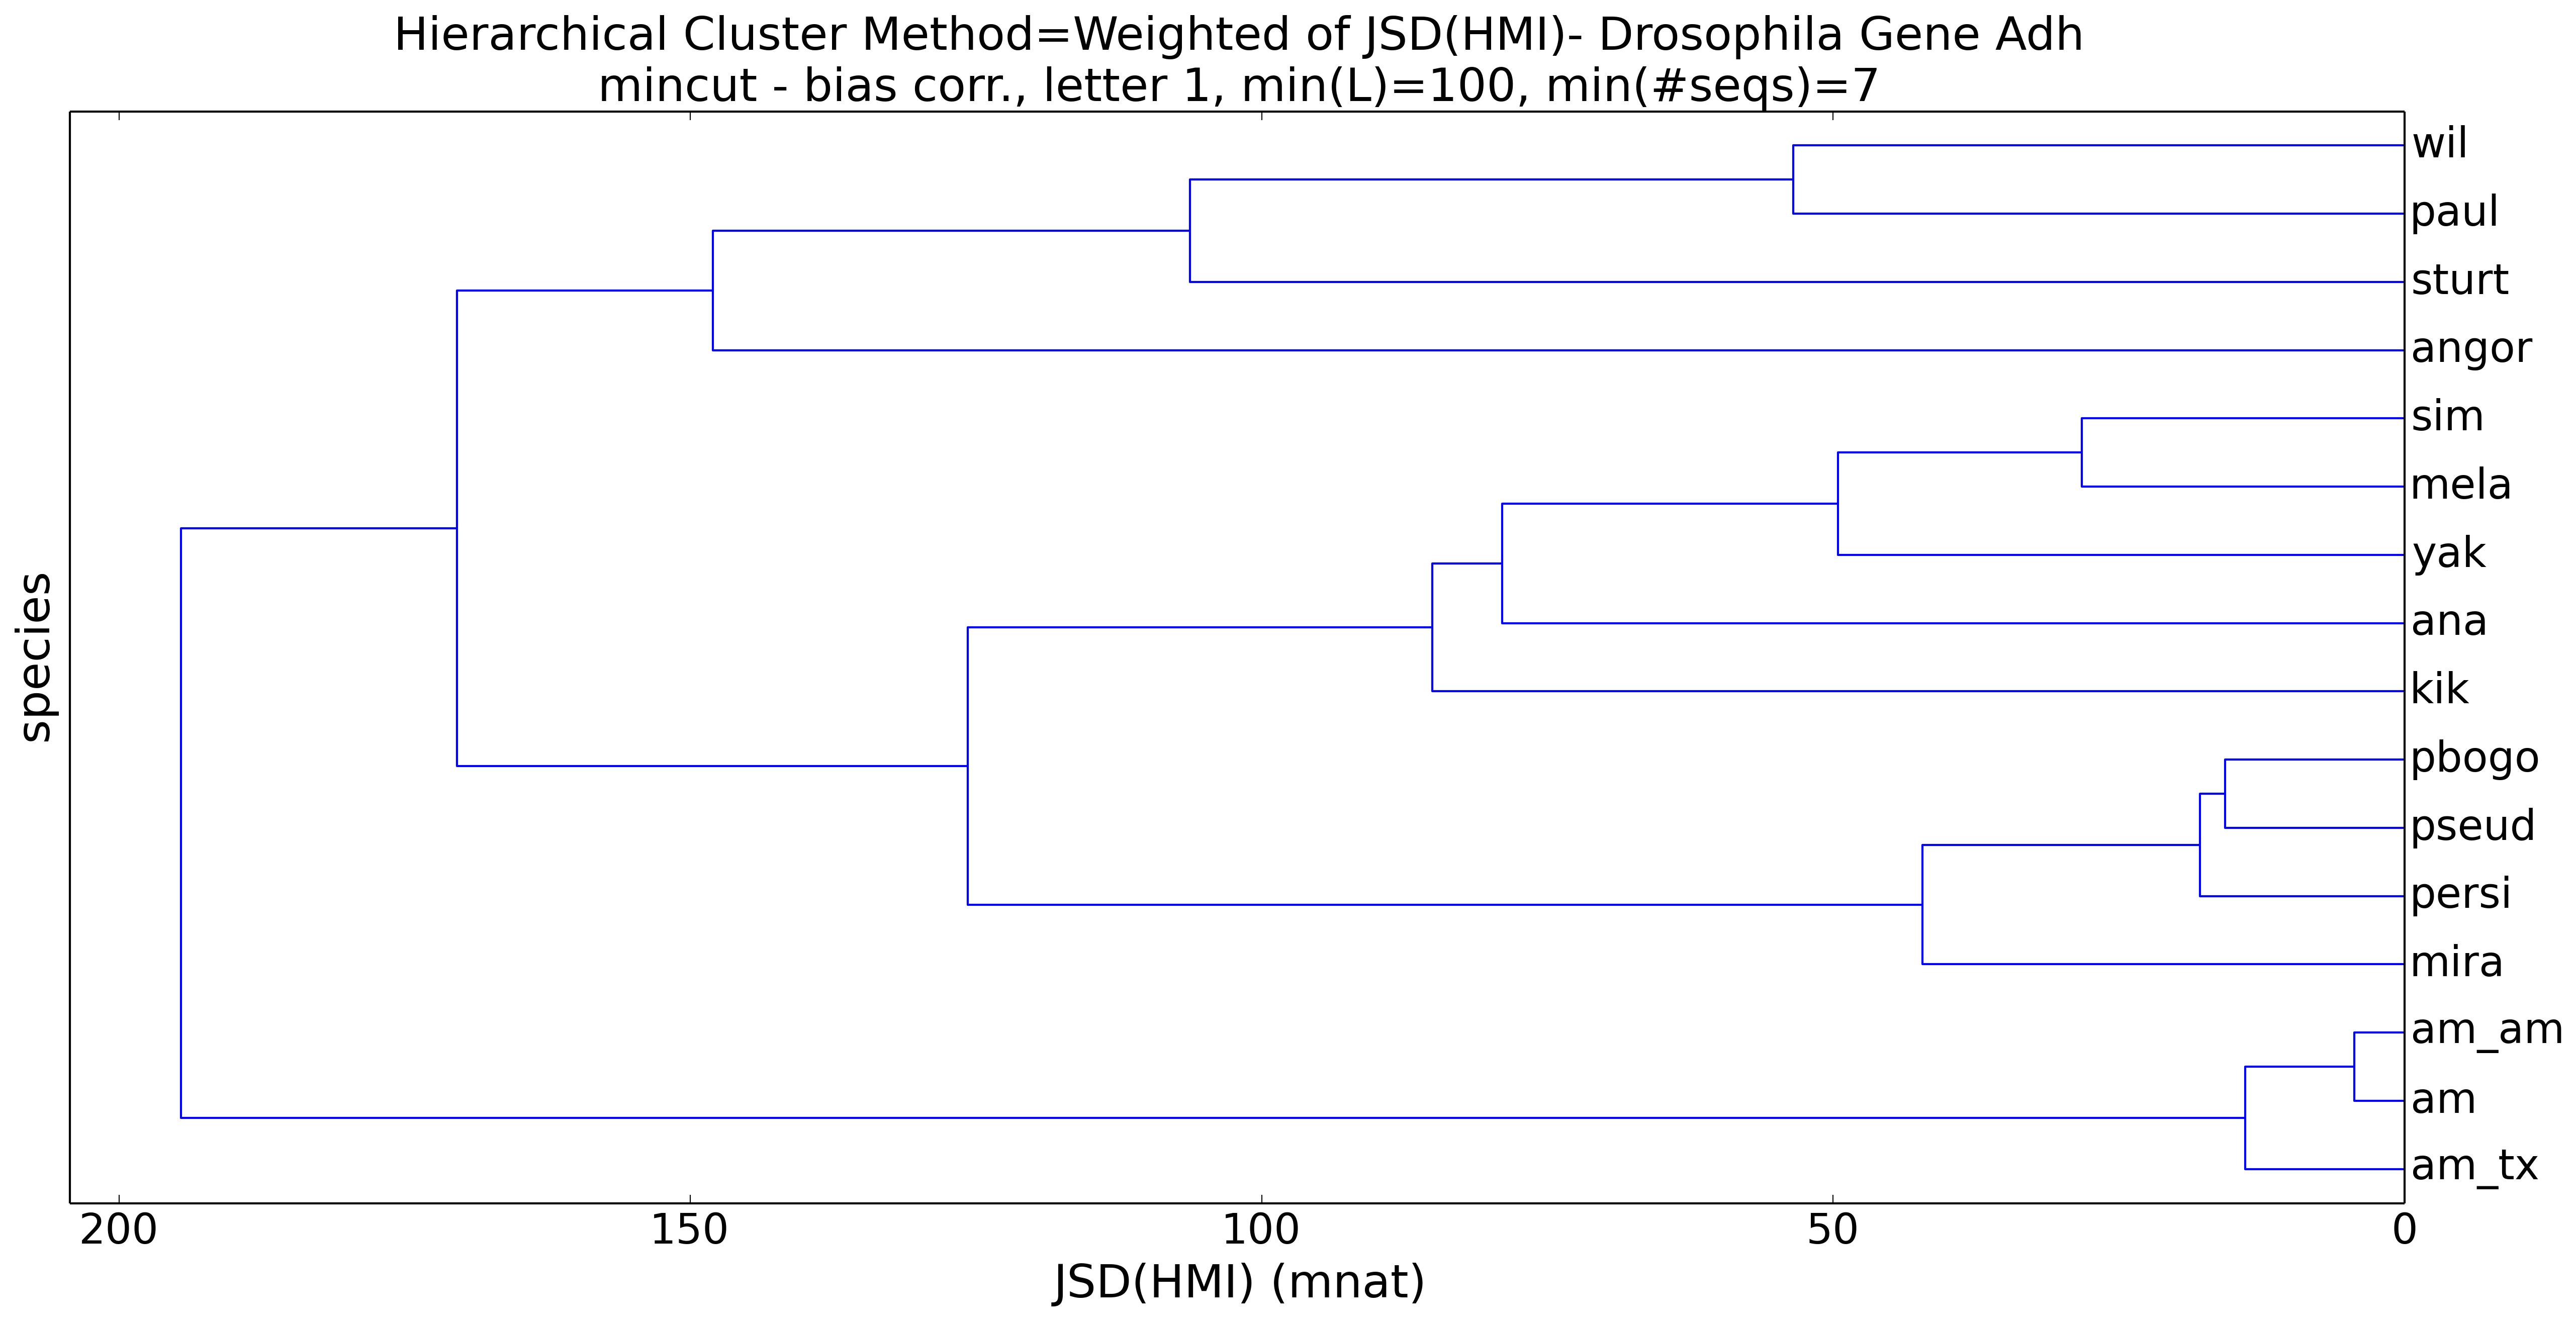 Hierarchical Cluster Method=Weighted of JSD(HMI)- Drosophila Gene Adh
mincut - bias corr., letter 1, min(L)=100, min(#seqs)=7
wil
paul
sturt
angor
sim
mela
yak
ana
kik
pbogo
pseud
persi
mira
am_am
am
am_tx
species
200 150 100 50 0
JSD(HMI) (mnat)